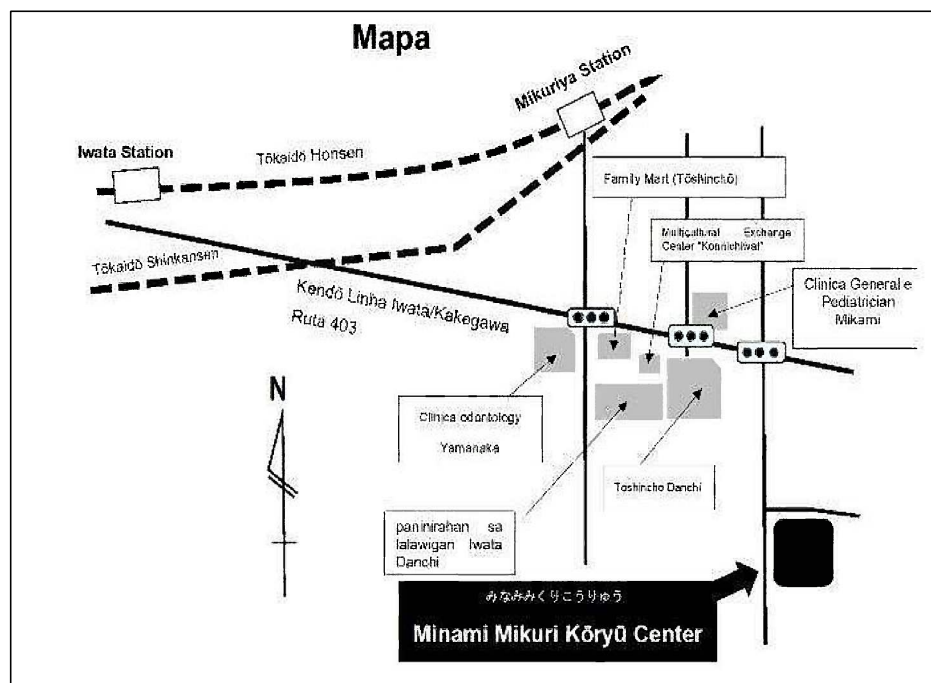 Mapa
Mikuriya Station
Iwata Station
Tōkaidō Honsen
Family Mart (Tōshinchō)
Multicultural Exchange
Center "Konnichiwa!"
Tōkaidō Shinkansen
Clinica General e
Pediatrician
Mikami
Kendō Linha Iwata/Kakegawa
Ruta 403
N
Clinica odontology
Yamanaka
Toshincho Danchi
paninirahan sa
lalawigan Iwata
Danchi
みなみみくりこうりゅう
Minami Mikuri Kōryū Center